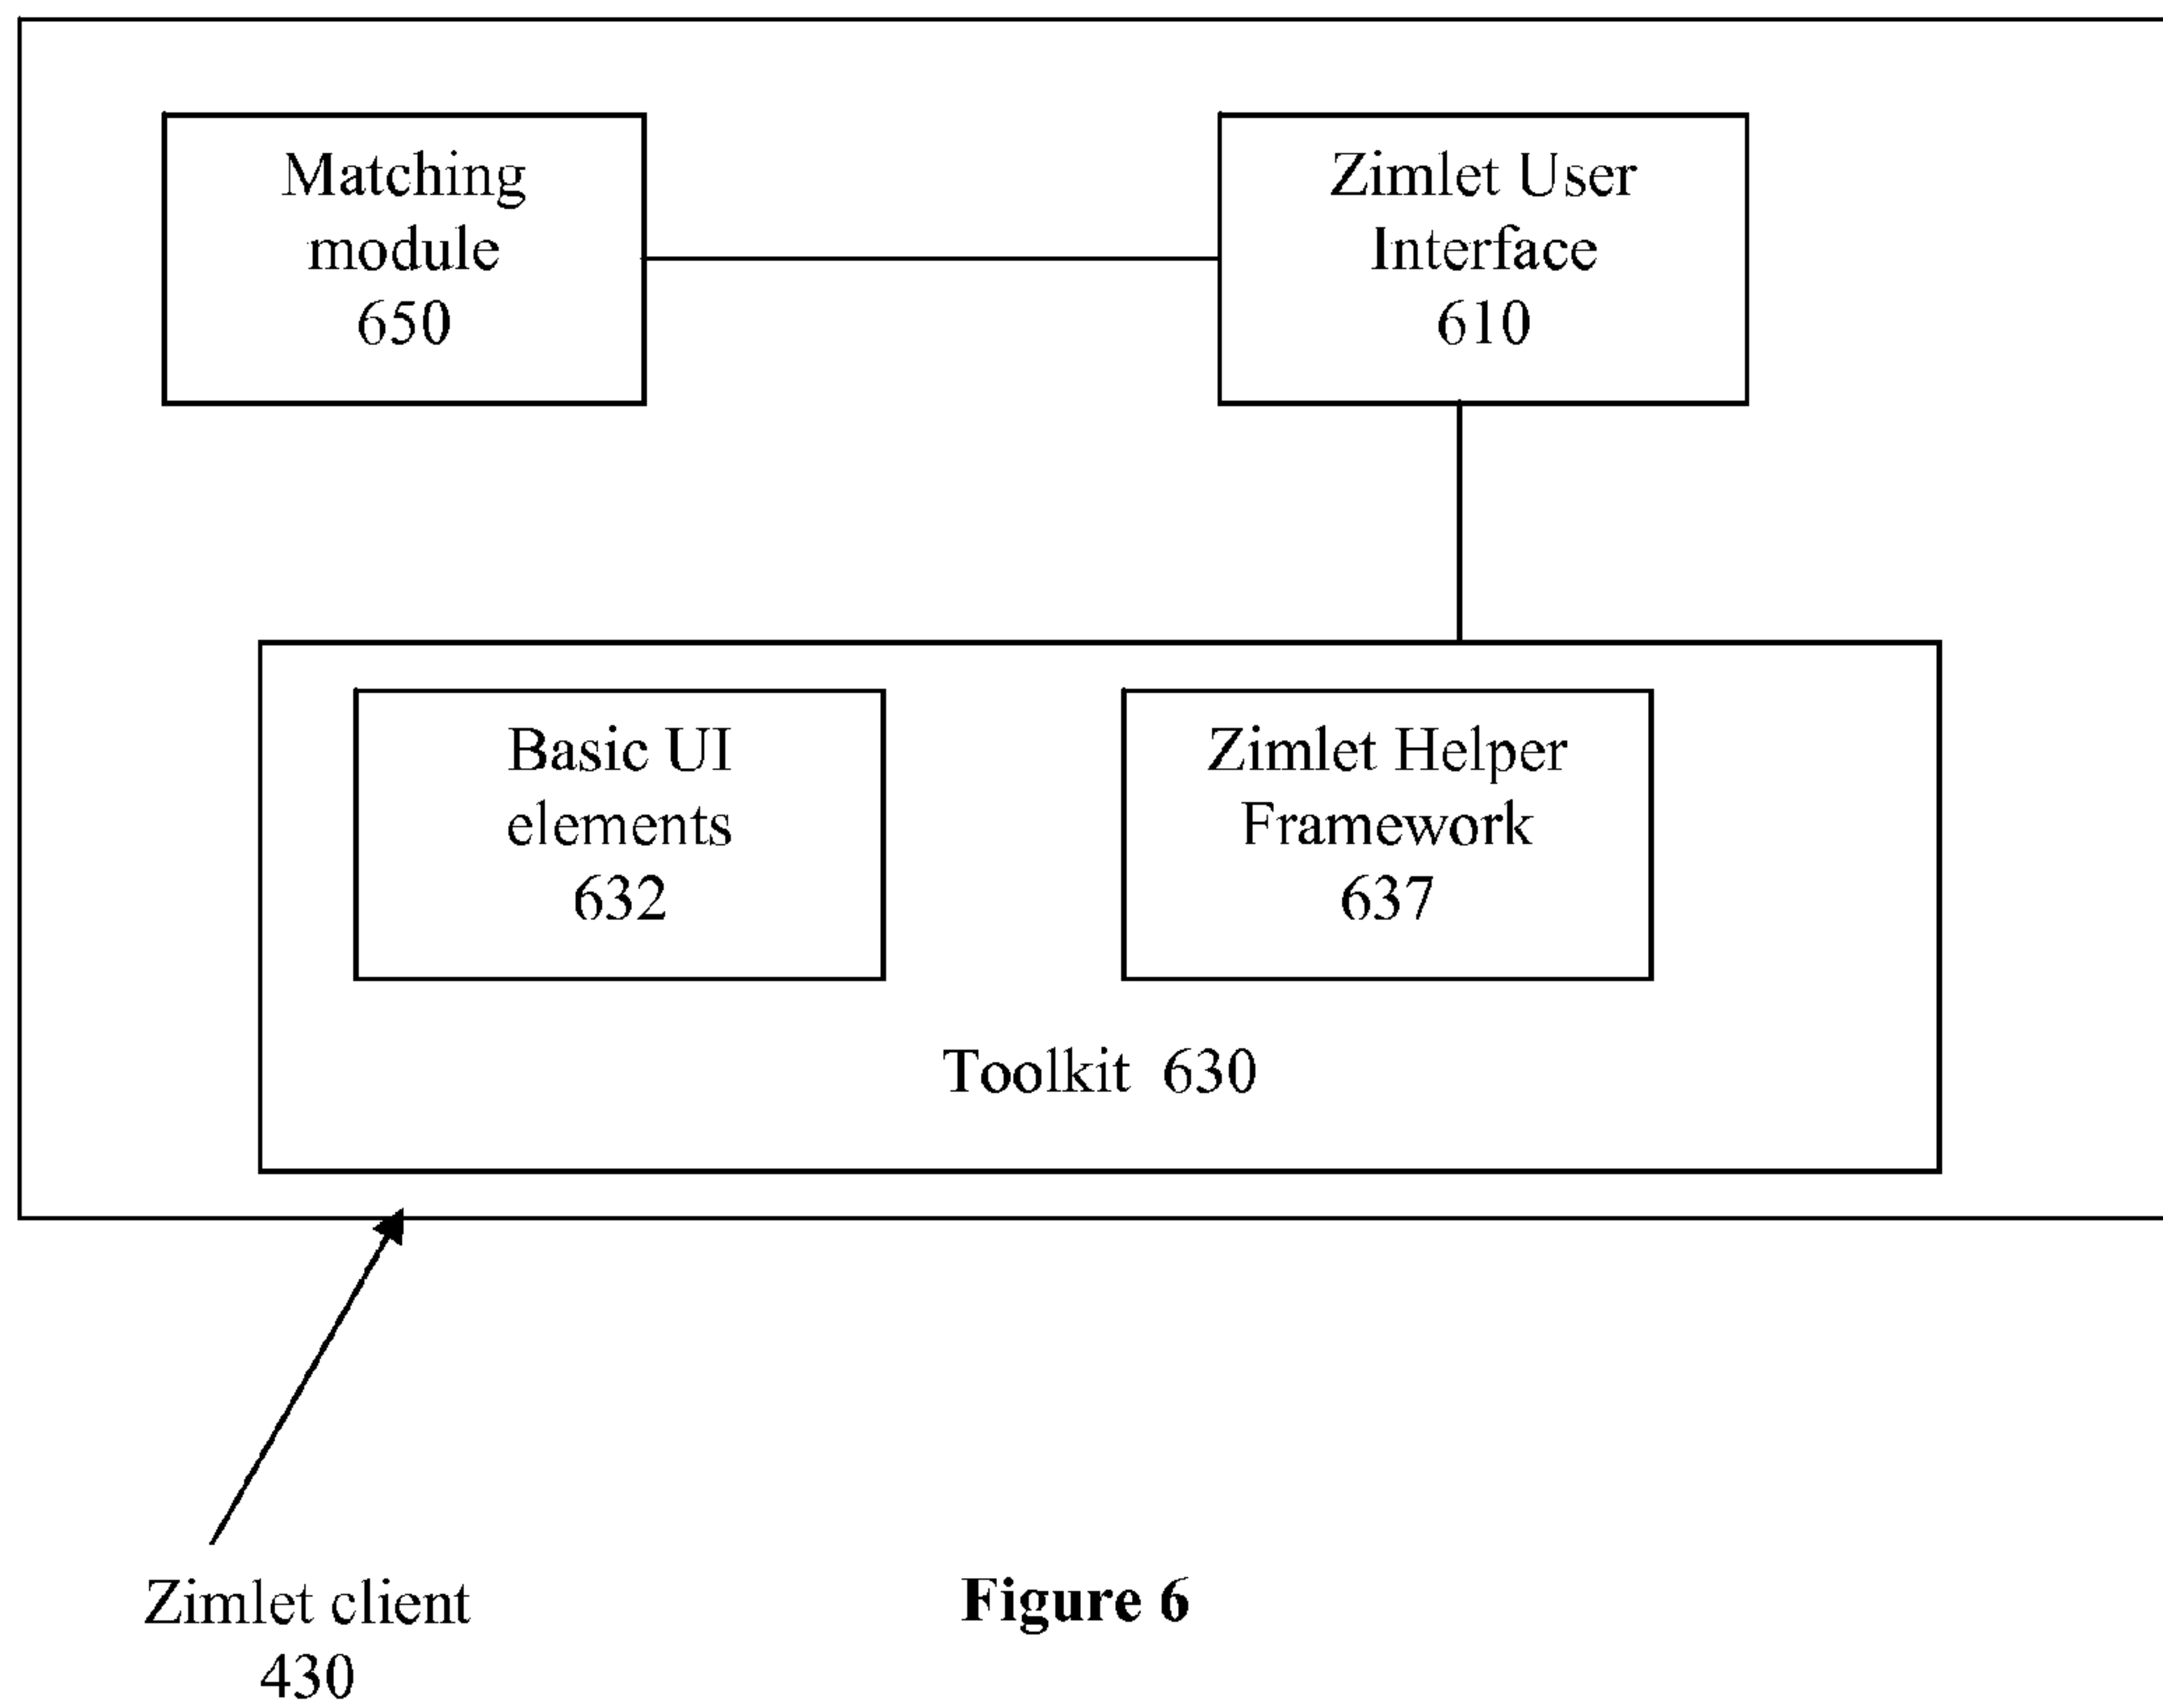 Matching
module
650
Zimlet User
Interface
610
Basic UI
elements
632
Zimlet Helper
Framework
637
Toolkit 630
Zimlet client
430
Figure 6